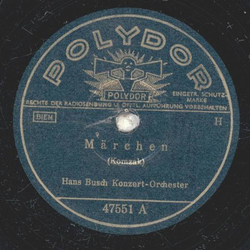 POLYDOR
POLYDOR
EINGETR. SCHUTZ-
MARKE
RECHTE DER RADIOSENDUNG U. ÖFFTL. AUFFÜHRUNG VORBEHALTEN
BIEM
H
Märchen
(Komzak)
Hans Busch Konzert-Orchester
47551 A